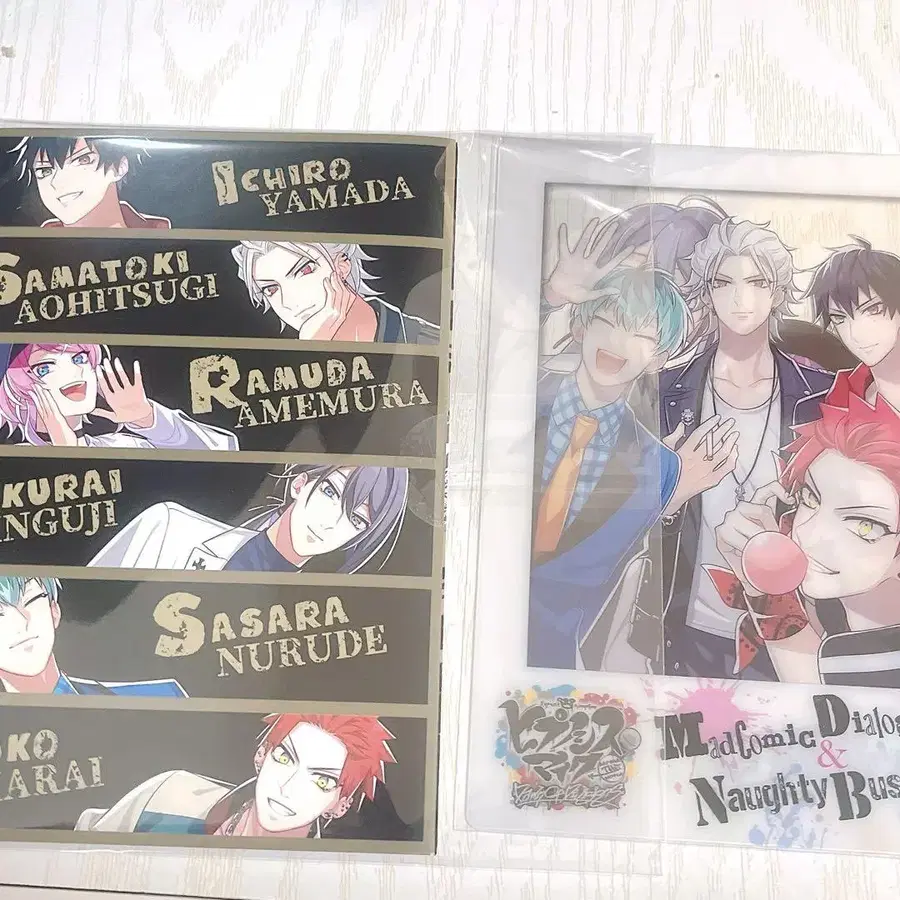 ICHIRO
YAMADA
SAMATOKI
AOHITSUGI
RAMUDA
AMEMURA
KURAI
NGUJI
SASARA
NURUDE
KO
ARAI
ヒプノシス
マイク
MadComic Dialo
&
Naughty Bus